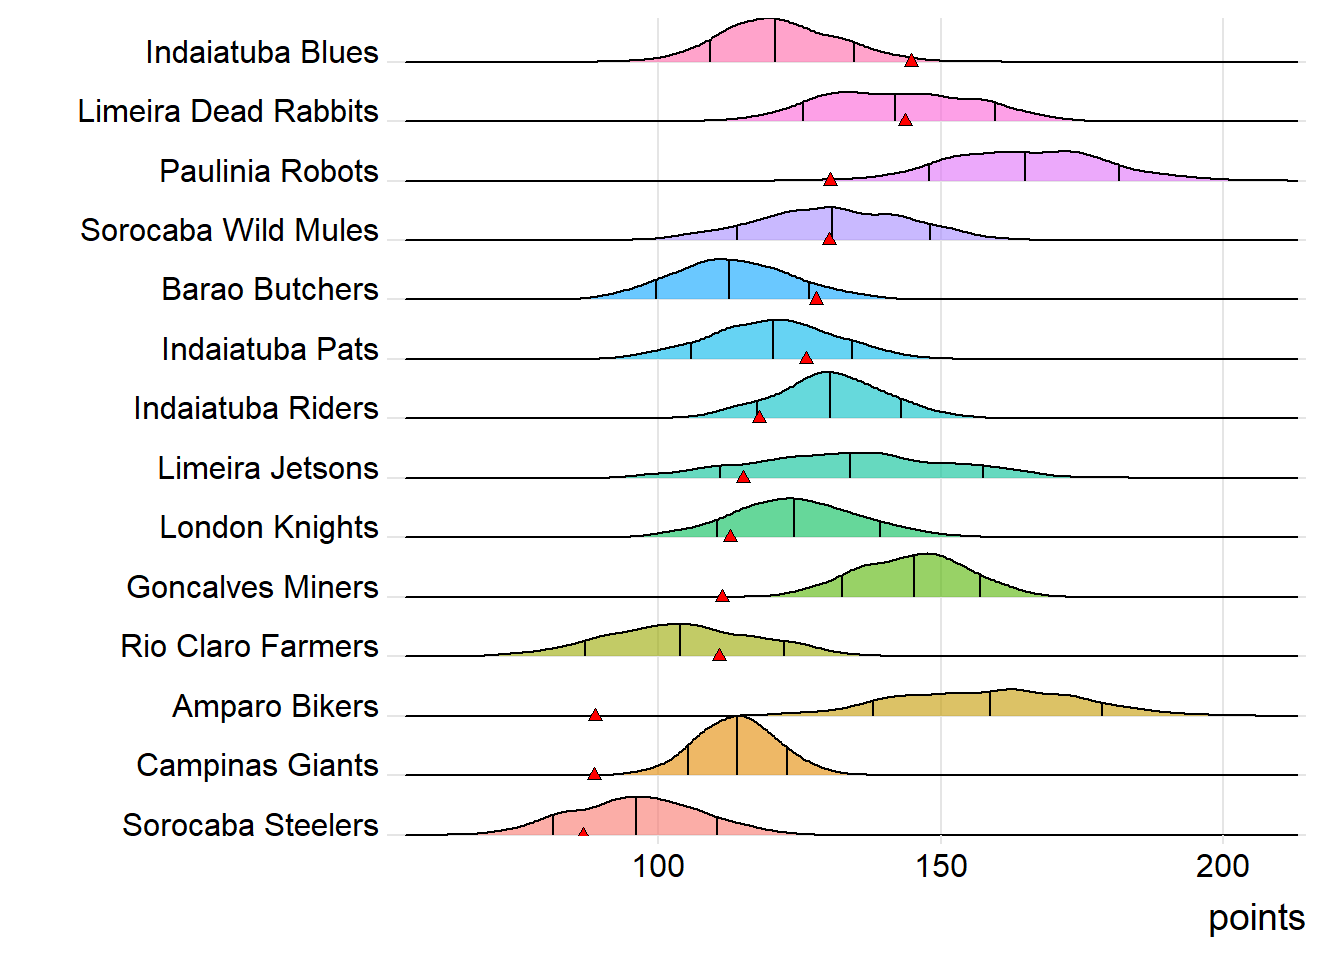 Indaiatuba Blues
Limeira Dead Rabbits
Paulinia Robots
Sorocaba Wild Mules
Barao Butchers
Indaiatuba Pats
Indaiatuba Riders
Limeira Jetsons
London Knights
Goncalves Miners
Rio Claro Farmers
Amparo Bikers
Campinas Giants
Sorocaba Steelers
100 150 200
points